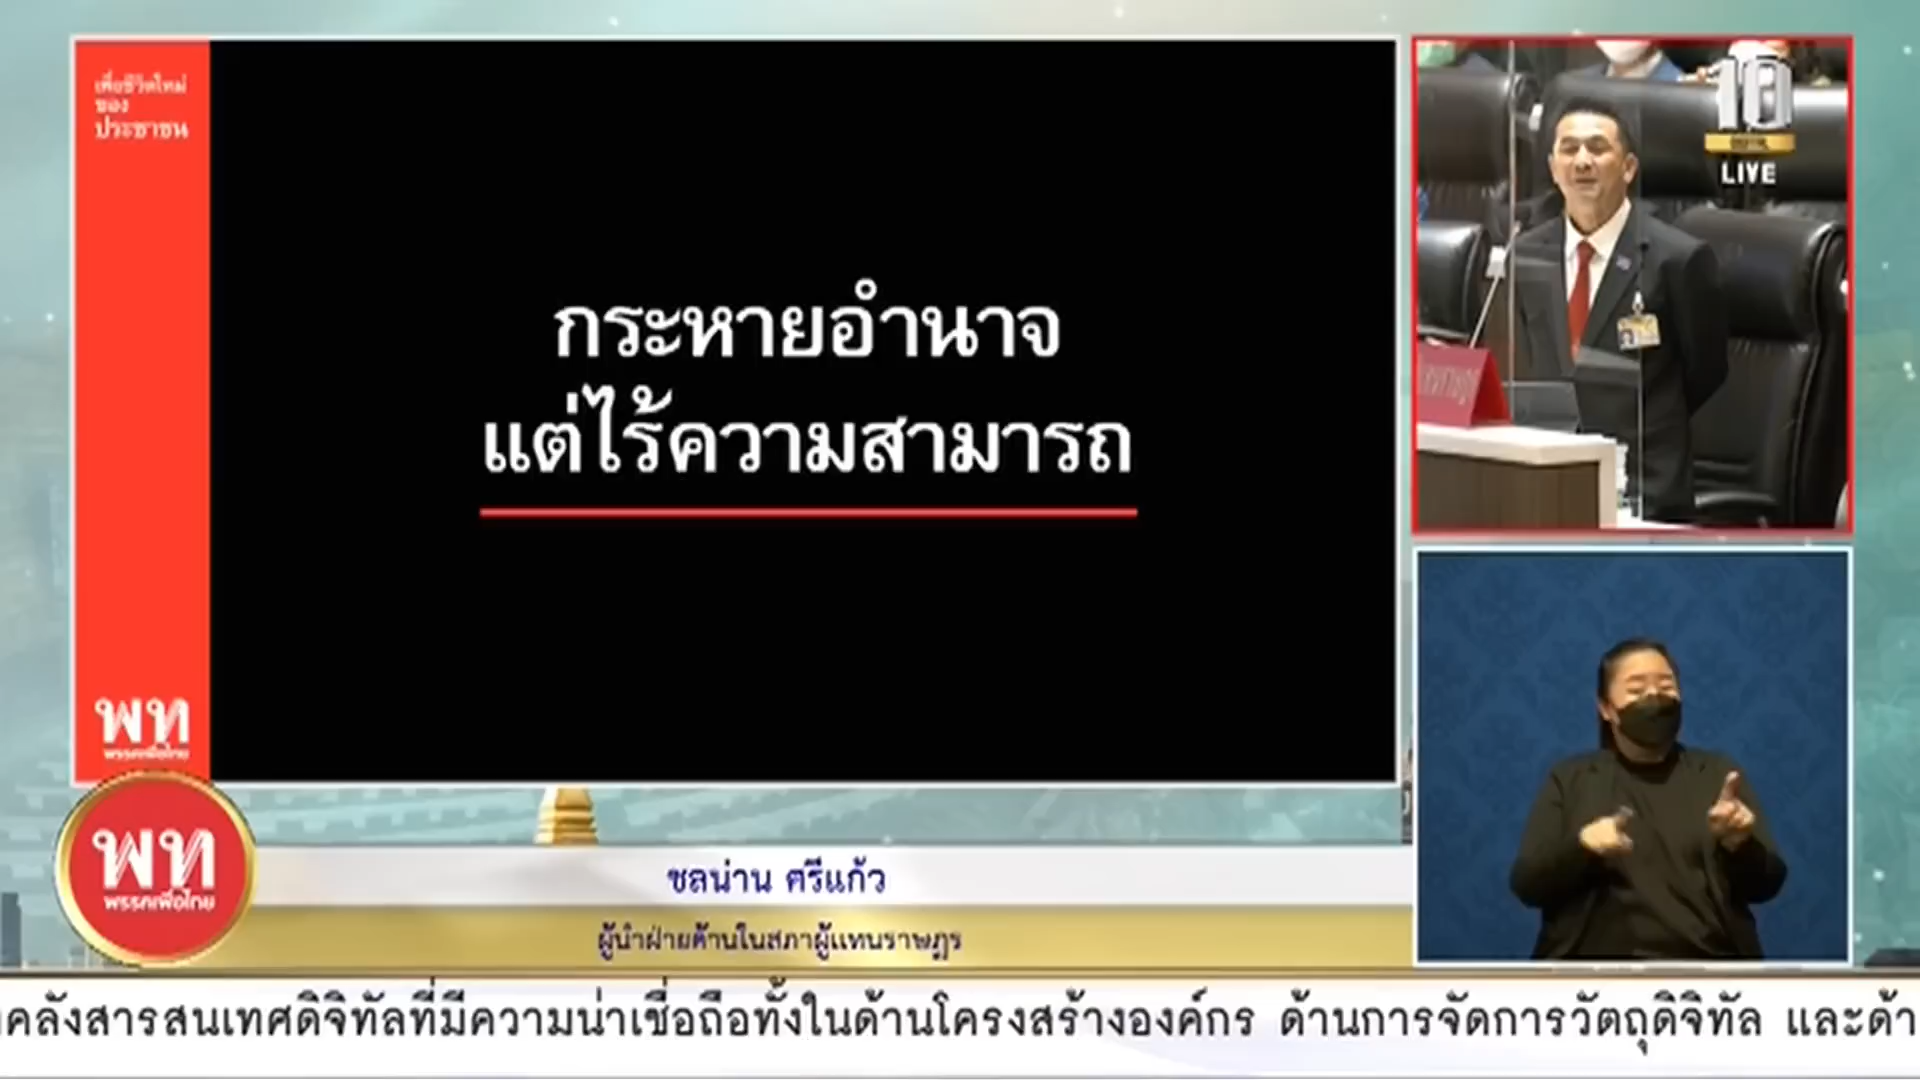 เพื่อชีวิตใหม่
ของ
ประชาชน
กระหายอำนาจ
แต่ไร้ความสามารถ
พท
พรรคเพื่อไทย
10
LIVE
พท
พรรคเพื่อไทย
ชลน่าน ศรีแก้ว
ผู้นำฝ่ายค้านในสภาผู้แทนราษฎร
คลังสารสนเทศดิจิทัลที่มีความน่าเชื่อถือทั้งในด้านโครงสร้างองค์กร ด้านการจัดการวัตถุดิจิทัล และด้า